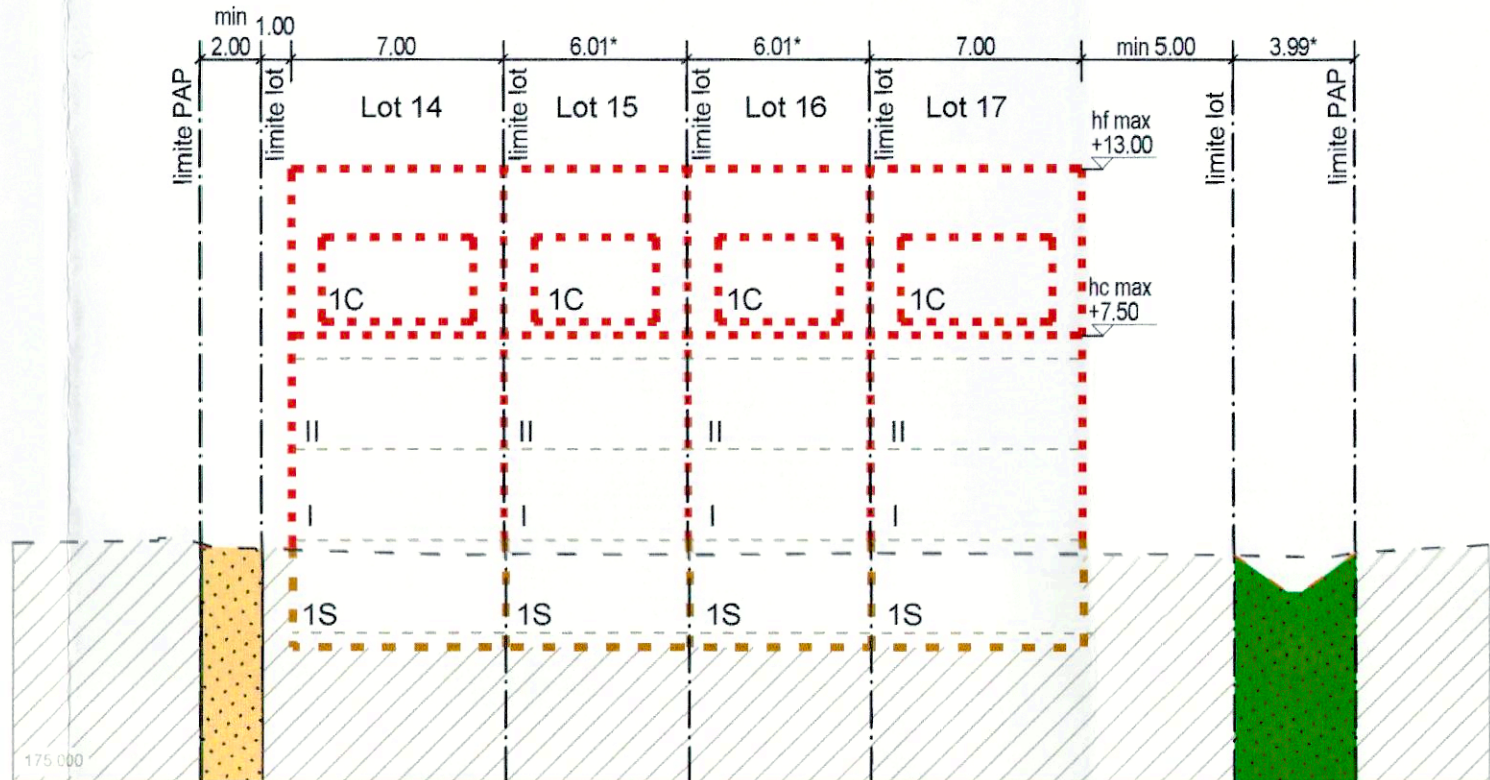 min
2.00
1.00
7.00
6.01*
6.01*
7.00
min 5.00
3.99*
limite PAP
limite lot
Lot 14
limite lot
Lot 15
limite lot
Lot 16
limite lot
Lot 17
limite lot
limite PAP
hf max
+13.00
1C
1C
1C
1C
hc max
+7.50
II
II
II
II
I
I
I
I
1S
1S
1S
1S
175 000